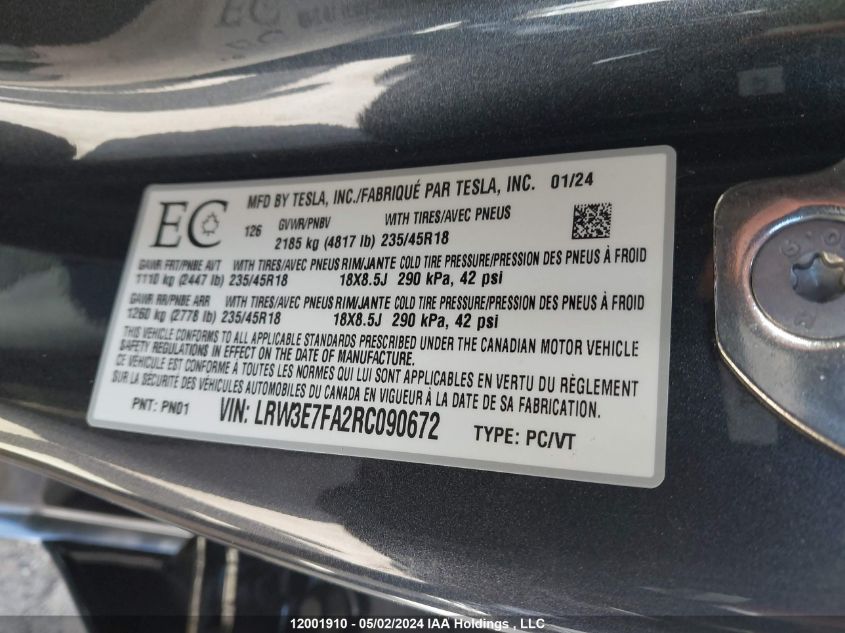 MFD BY TESLA, INC./FABRIQUÉ PAR TESLA, INC. 01/24
EC 126 GVWR/PNBV WITH TIRES/AVEC PNEUS
2185 kg (4817 lb) 235/45R18
GAWR FRT/PNBE AVT WITH TIRES/AVEC PNEUS RIM/JANTE COLD TIRE PRESSURE/PRESSION DES PNEUS À FROID
1110 kg (2447 lb) 235/45R18 18X8.5J 290 kPa, 42 psi
GAWR RR/PNBE ARR WITH TIRES/AVEC PNEUS RIM/JANTE COLD TIRE PRESSURE/PRESSION DES PNEUS À FROID
1260 kg (2778 lb) 235/45R18 18X8.5J 290 kPa, 42 psi
THIS VEHICLE CONFORMS TO ALL APPLICABLE STANDARDS PRESCRIBED UNDER THE CANADIAN MOTOR VEHICLE
SAFETY REGULATIONS IN EFFECT ON THE DATE OF MANUFACTURE.
CE VÉHICULE EST CONFORME À TOUTES LES NORMES QUI LUI SONT APPLICABLES EN VERTU DU RÈGLEMENT
SUR LA SÉCURITÉ DES VÉHICULES AUTOMOBILES DU CANADA EN VIGUEUR À LA DATE DE SA FABRICATION.
PNT: PN01 VIN: LRW3E7FA2RC090672 TYPE: PC/VT
12001910 - 05/02/2024 IAA Holdings , LLC